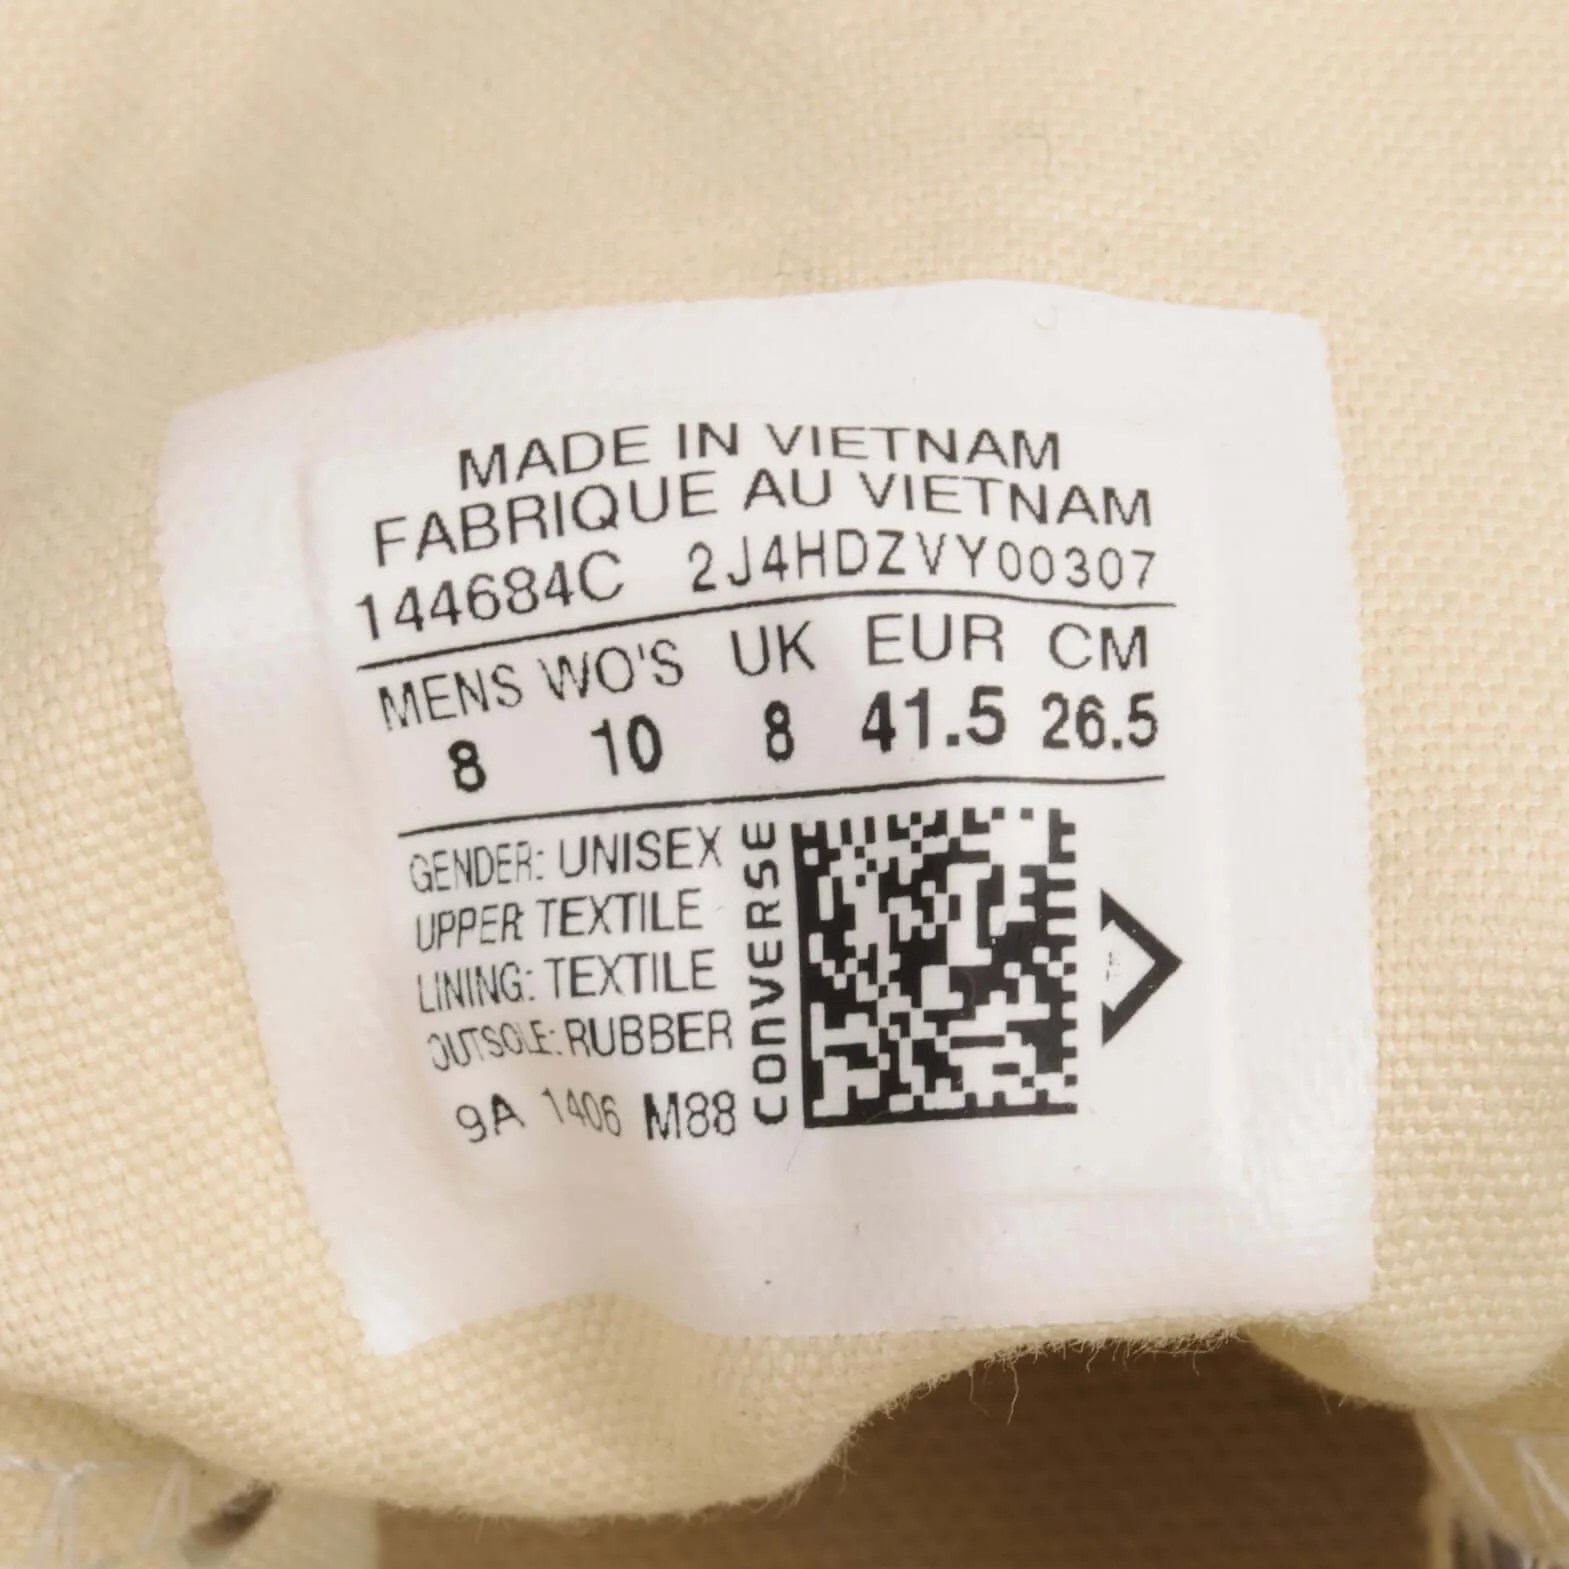 MADE IN VIETNAM
FABRIQUE AU VIETNAM
144684C 2J4HDZVY00307
MENS WO'S UK EUR CM
8 10 8 41.5 26.5
GENDER: UNISEX
UPPER: TEXTILE
LINING: TEXTILE
OUTSOLE: RUBBER
9A 1406 M88
CONVERSE